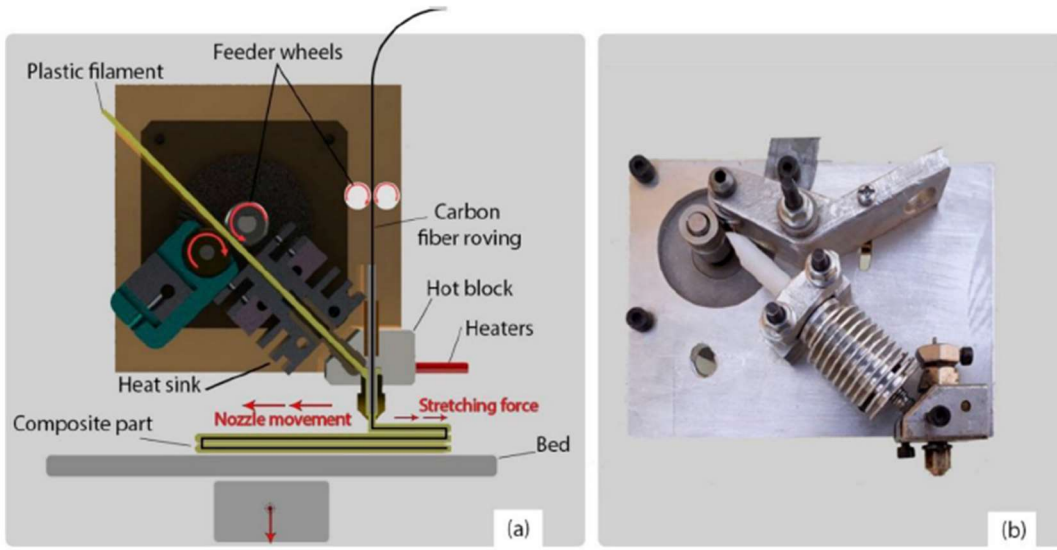 Feeder wheels
Plastic filament
Carbon
fiber roving
Hot block
Heaters
Heat sink
Stretching force
Nozzle movement
Composite part
Bed
(a)
(b)